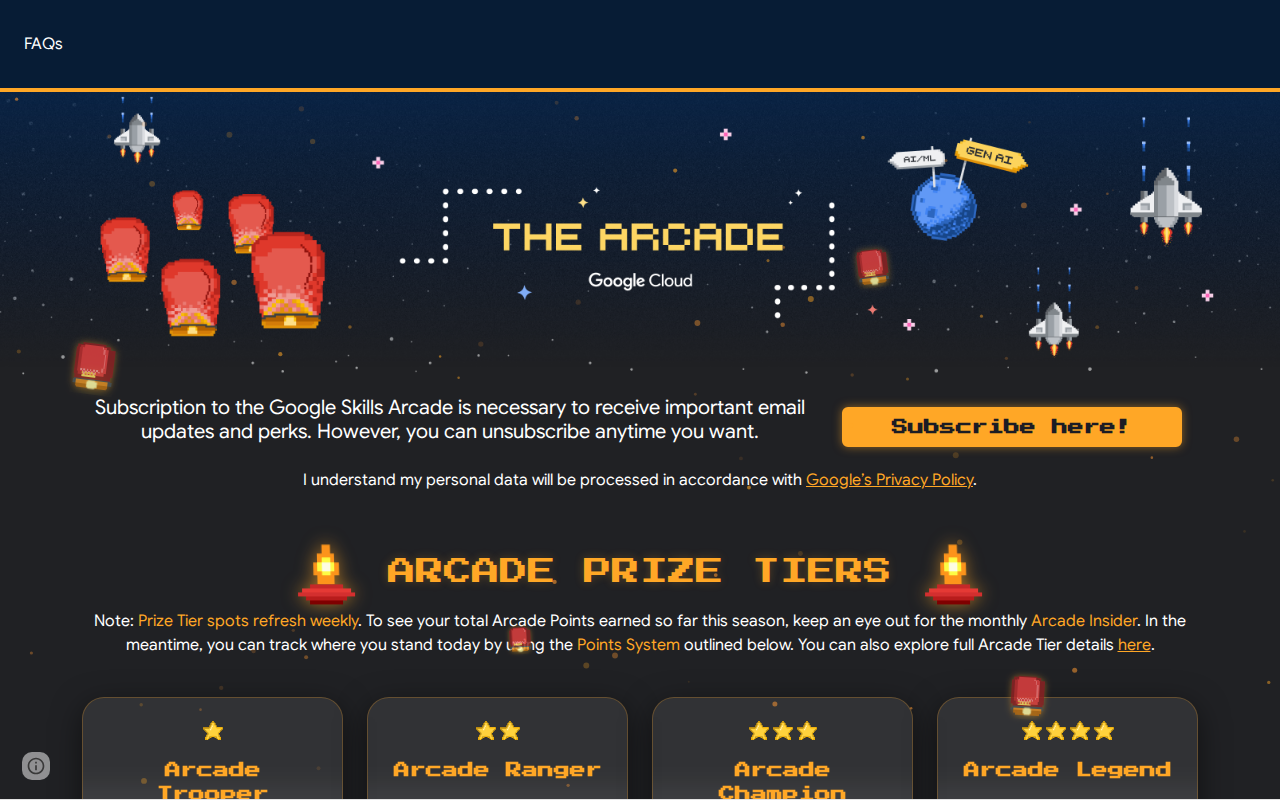 FAQs
AI/ML
GEN AI
THE ARCADE
Google Cloud
Subscription to the Google Skills Arcade is necessary to receive important email
updates and perks. However, you can unsubscribe anytime you want.
Subscribe here!
I understand my personal data will be processed in accordance with Google's Privacy Policy.
ARCADE PRIZE TIERS
Note: Prize Tier spots refresh weekly. To see your total Arcade Points earned so far this season, keep an eye out for the monthly Arcade Insider. In the
meantime, you can track where you stand today by using the Points System outlined below. You can also explore full Arcade Tier details here.
Arcade
Trooper
Arcade Ranger
Arcade
Champion
Arcade Legend